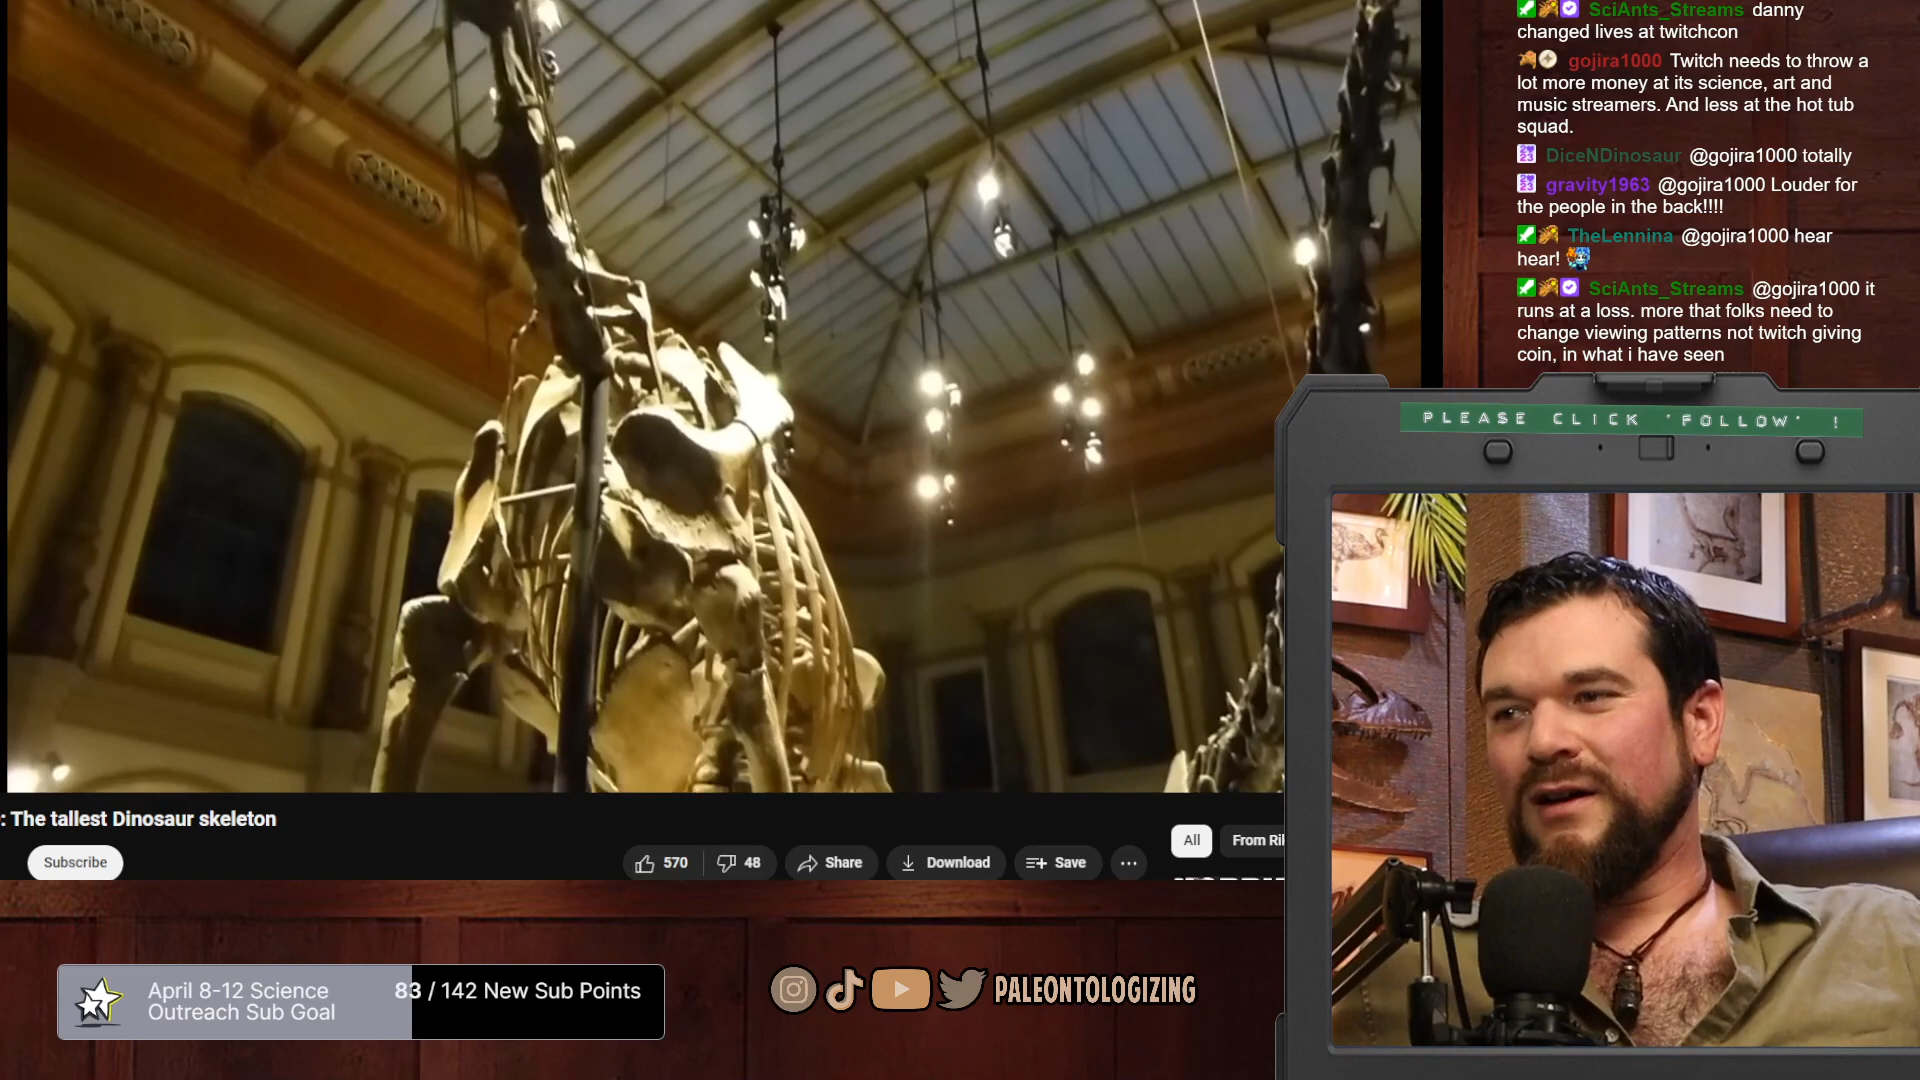 SciAnts_Streams danny
changed lives at twitchcon
gojira1000 Twitch needs to throw a
lot more money at its science, art and
music streamers. And less at the hot tub
squad.
DiceNDinosaur @gojira1000 totally
gravity1963 @gojira1000 Louder for
the people in the back!!!!
TheLennina @gojira1000 hear
hear!
SciAnts_Streams @gojira1000 it
runs at a loss. more that folks need to
change viewing patterns not twitch giving
coin, in what i have seen
PLEASE CLICK "FOLLOW" !
: The tallest Dinosaur skeleton
Subscribe
570
48
Share
Download
Save
All
From Ri
April 8-12 Science
Outreach Sub Goal
83 / 142 New Sub Points
PALEONTOLOGIZING